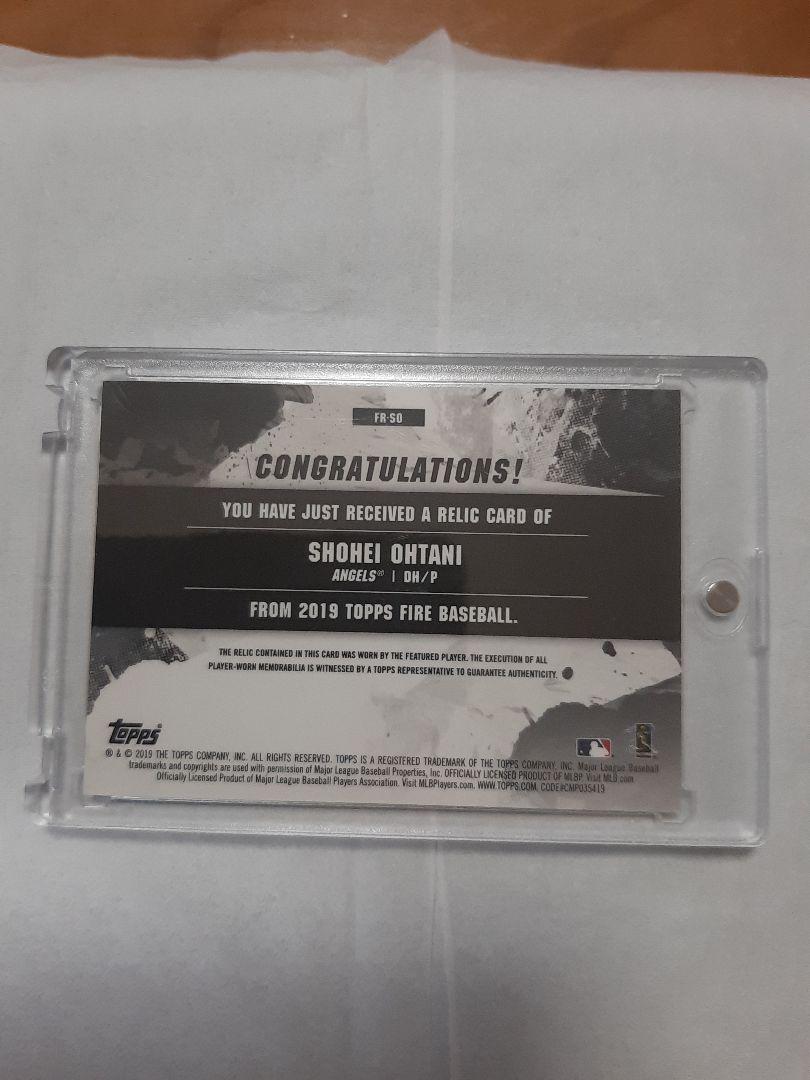 FR-SO
CONGRATULATIONS!
YOU HAVE JUST RECEIVED A RELIC CARD OF
SHOHEI OHTANI
ANGELS® | DH/P
FROM 2019 TOPPS FIRE BASEBALL.
THE RELIC CONTAINED IN THIS CARD WAS WORN BY THE FEATURED PLAYER. THE EXECUTION OF ALL
PLAYER-WORN MEMORABILIA IS WITNESSED BY A TOPPS REPRESENTATIVE TO GUARANTEE AUTHENTICITY.
Topps®
® & © 2019 THE TOPPS COMPANY, INC. ALL RIGHTS RESERVED. TOPPS IS A REGISTERED TRADEMARK OF THE TOPPS COMPANY, INC. Major League Baseball
trademarks and copyrights are used with permission of Major League Baseball Properties, Inc. OFFICIALLY LICENSED PRODUCT OF MLBP. Visit MLB.com
Officially Licensed Product of Major League Baseball Players Association. Visit MLBPlayers.com. WWW.TOPPS.COM. CODE#CMP035419